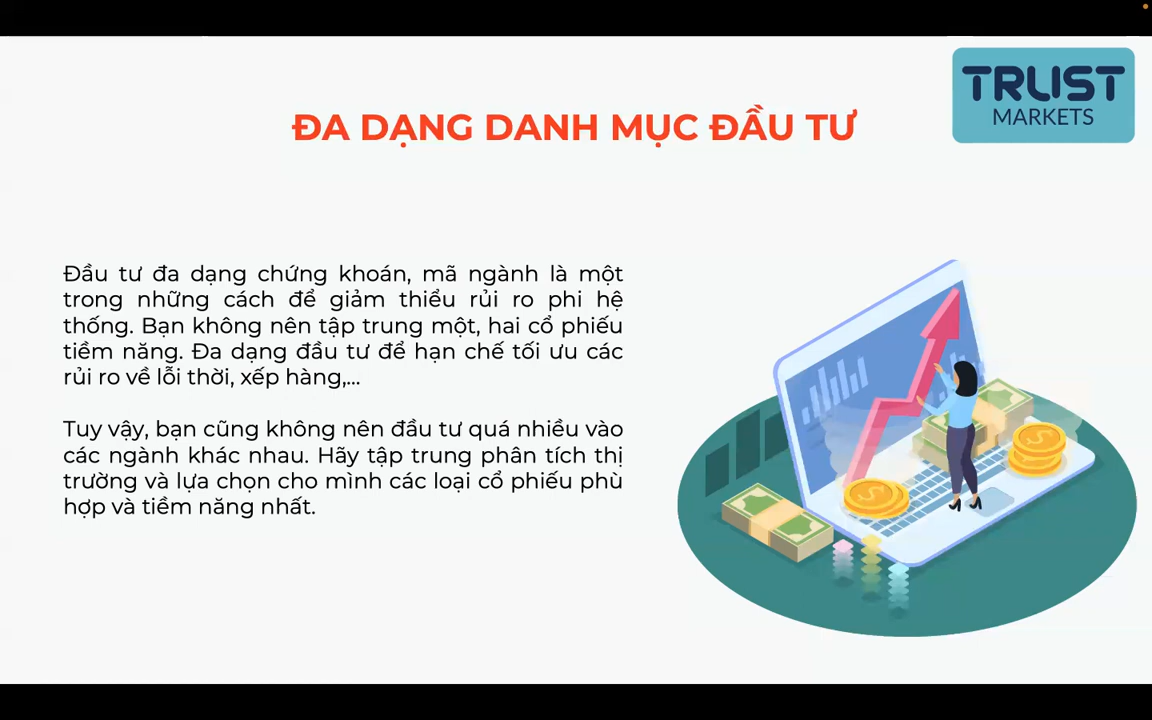 TRUST
MARKETS
ĐA DẠNG DANH MỤC ĐẦU TƯ
Đầu tư đa dạng chứng khoán, mã ngành là một
trong những cách để giảm thiểu rủi ro phi hệ
thống. Bạn không nên tập trung một, hai cổ phiếu
tiềm năng. Đa dạng đầu tư để hạn chế tối ưu các
rủi ro về lỗi thời, xếp hàng,...
Tuy vậy, bạn cũng không nên đầu tư quá nhiều vào
các ngành khác nhau. Hãy tập trung phân tích thị
trường và lựa chọn cho mình các loại cổ phiếu phù
hợp và tiềm năng nhất.